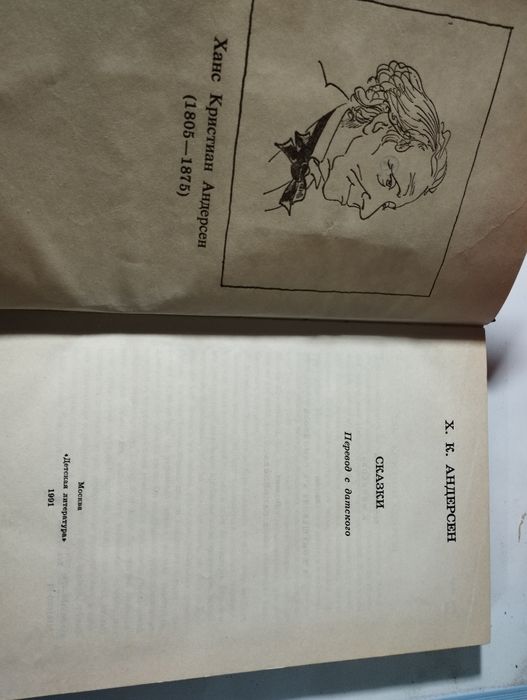 Ханс Кристиан Андерсен
(1805—1875)
Х. К. АНДЕРСЕН
СКАЗКИ
Перевод с датского
Москва
«Детская литература»
1991